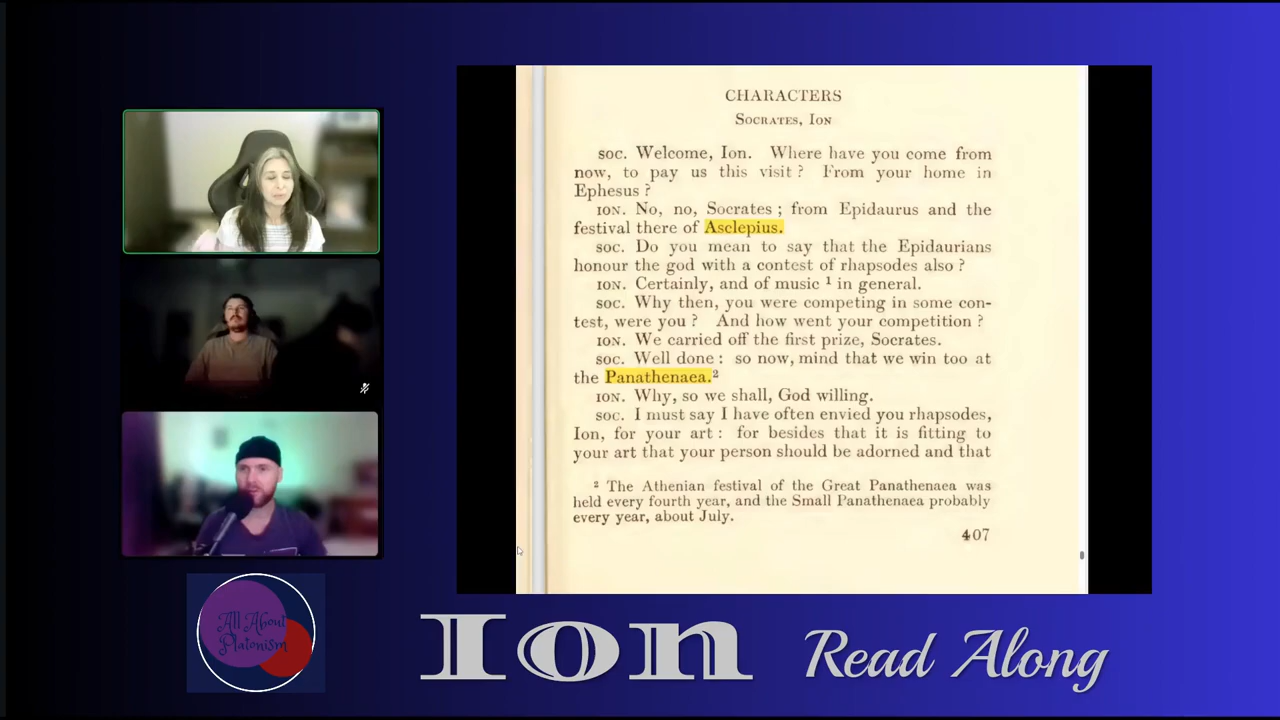 CHARACTERS
SOCRATES, ION
SOC. Welcome, Ion. Where have you come from
now, to pay us this visit ? From your home in
Ephesus ?
ION. No, no, Socrates ; from Epidaurus and the
festival there of Asclepius.
SOC. Do you mean to say that the Epidaurians
honour the god with a contest of rhapsodes also ?
ION. Certainly, and of music ¹ in general.
SOC. Why then, you were competing in some con-
test, were you ? And how went your competition ?
ION. We carried off the first prize, Socrates.
SOC. Well done : so now, mind that we win too at
the Panathenaea.²
ION. Why, so we shall, God willing.
SOC. I must say I have often envied you rhapsodes,
Ion, for your art : for besides that it is fitting to
your art that your person should be adorned and that
² The Athenian festival of the Great Panathenaea was
held every fourth year, and the Small Panathenaea probably
every year, about July.
407
All About
Platonism
Ion Read Along